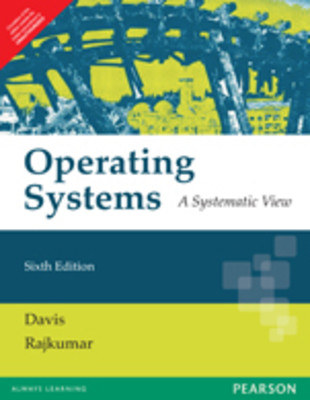 Operating
Systems A Systematic View
Sixth Edition
Davis
Rajkumar
ALWAYS LEARNING PEARSON